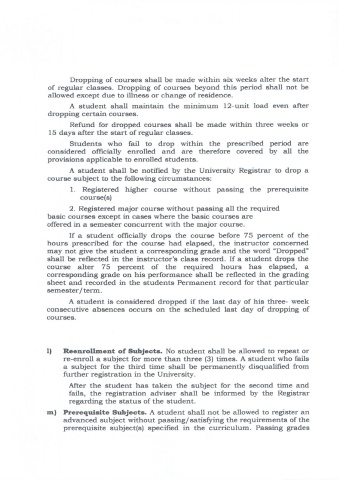 Dropping of courses shall be made within six weeks alter the start
of regular classes. Dropping of courses beyond this period shall not be
allowed except due to illness or change of residence.
A student shall maintain the minimum 12-unit load even after
dropping certain courses.
Refund for dropped courses shall be made within three weeks or
15 days after the start of regular classes.
Students who fail to drop within the prescribed period are
considered officially enrolled and are therefore covered by all the
provisions applicable to enrolled students.
A student shall be notified by the University Registrar to drop a
course subject to the following circumstances:
1. Registered higher course without passing the prerequisite
course(s)
2. Registered major course without passing all the required
basic courses except in cases where the basic courses are
offered in a semester concurrent with the major course.
If a student officially drops the course before 75 percent of the
hours prescribed for the course had elapsed, the instructor concerned
may not give the student a corresponding grade and the word "Dropped"
shall be reflected in the instructor's class record. If a student drops the
course alter 75 percent of the required hours has elapsed, a
corresponding grade on his performance shall be reflected in the grading
sheet and recorded in the students Permanent record for that particular
semester/term.
A student is considered dropped if the last day of his three- week
consecutive absences occurs on the scheduled last day of dropping of
courses.
l) Reenrollment of Subjects. No student shall be allowed to repeat or
re-enroll a subject for more than three (3) times. A student who fails
a subject for the third time shall be permanently disqualified from
further registration in the University.
After the student has taken the subject for the second time and
fails, the registration adviser shall be informed by the Registrar
regarding the status of the student.
m) Prerequisite Subjects. A student shall not be allowed to register an
advanced subject without passing/satisfying the requirements of the
prerequisite subject(s) specified in the curriculum. Passing grades